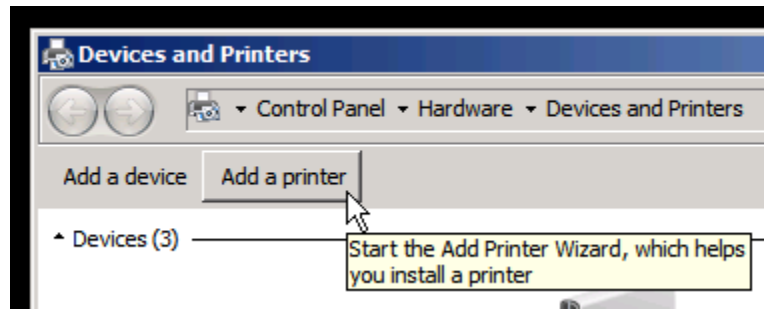 Devices and Printers
Control Panel Hardware Devices and Printers
Add a device Add a printer
Devices (3)
Start the Add Printer Wizard, which helps
you install a printer